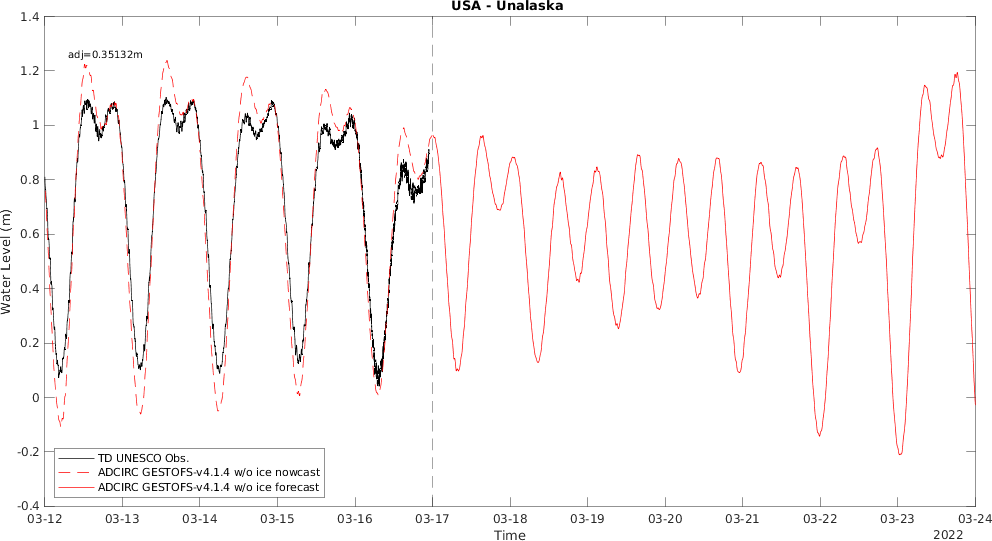 USA - Unalaska
adj=0.35132m
Water Level (m)
1.4
1.2
1
0.8
0.6
0.4
0.2
0
-0.2
-0.4
TD UNESCO Obs.
ADCIRC GESTOFS-v4.1.4 w/o ice nowcast
ADCIRC GESTOFS-v4.1.4 w/o ice forecast
03-12 03-13 03-14 03-15 03-16 03-17 03-18 03-19 03-20 03-21 03-22 03-23 03-24
Time
2022